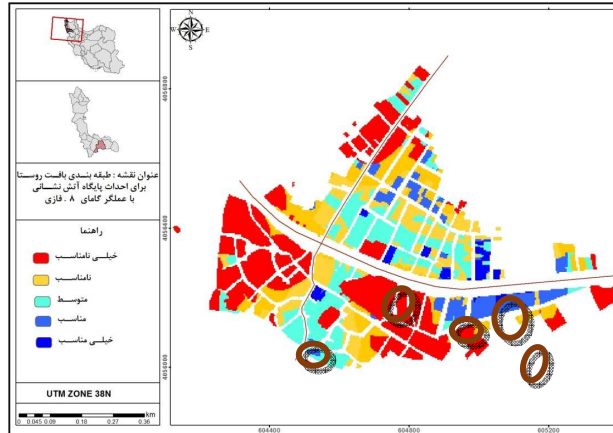 عنوان نقشه : طبقه بندی بافت روستا
برای احداث پایگاه آتش نشانی
با عملگر گامای ۸ . فازی
راهنما
خیلی نامناسب
نامناسب
متوسط
مناسب
خیلی مناسب
UTM ZONE 38N
km
0 0.045 0.09 0.18 0.27 0.36
N
W E
S
4056800
4056400
4056000
604400 604800 605200